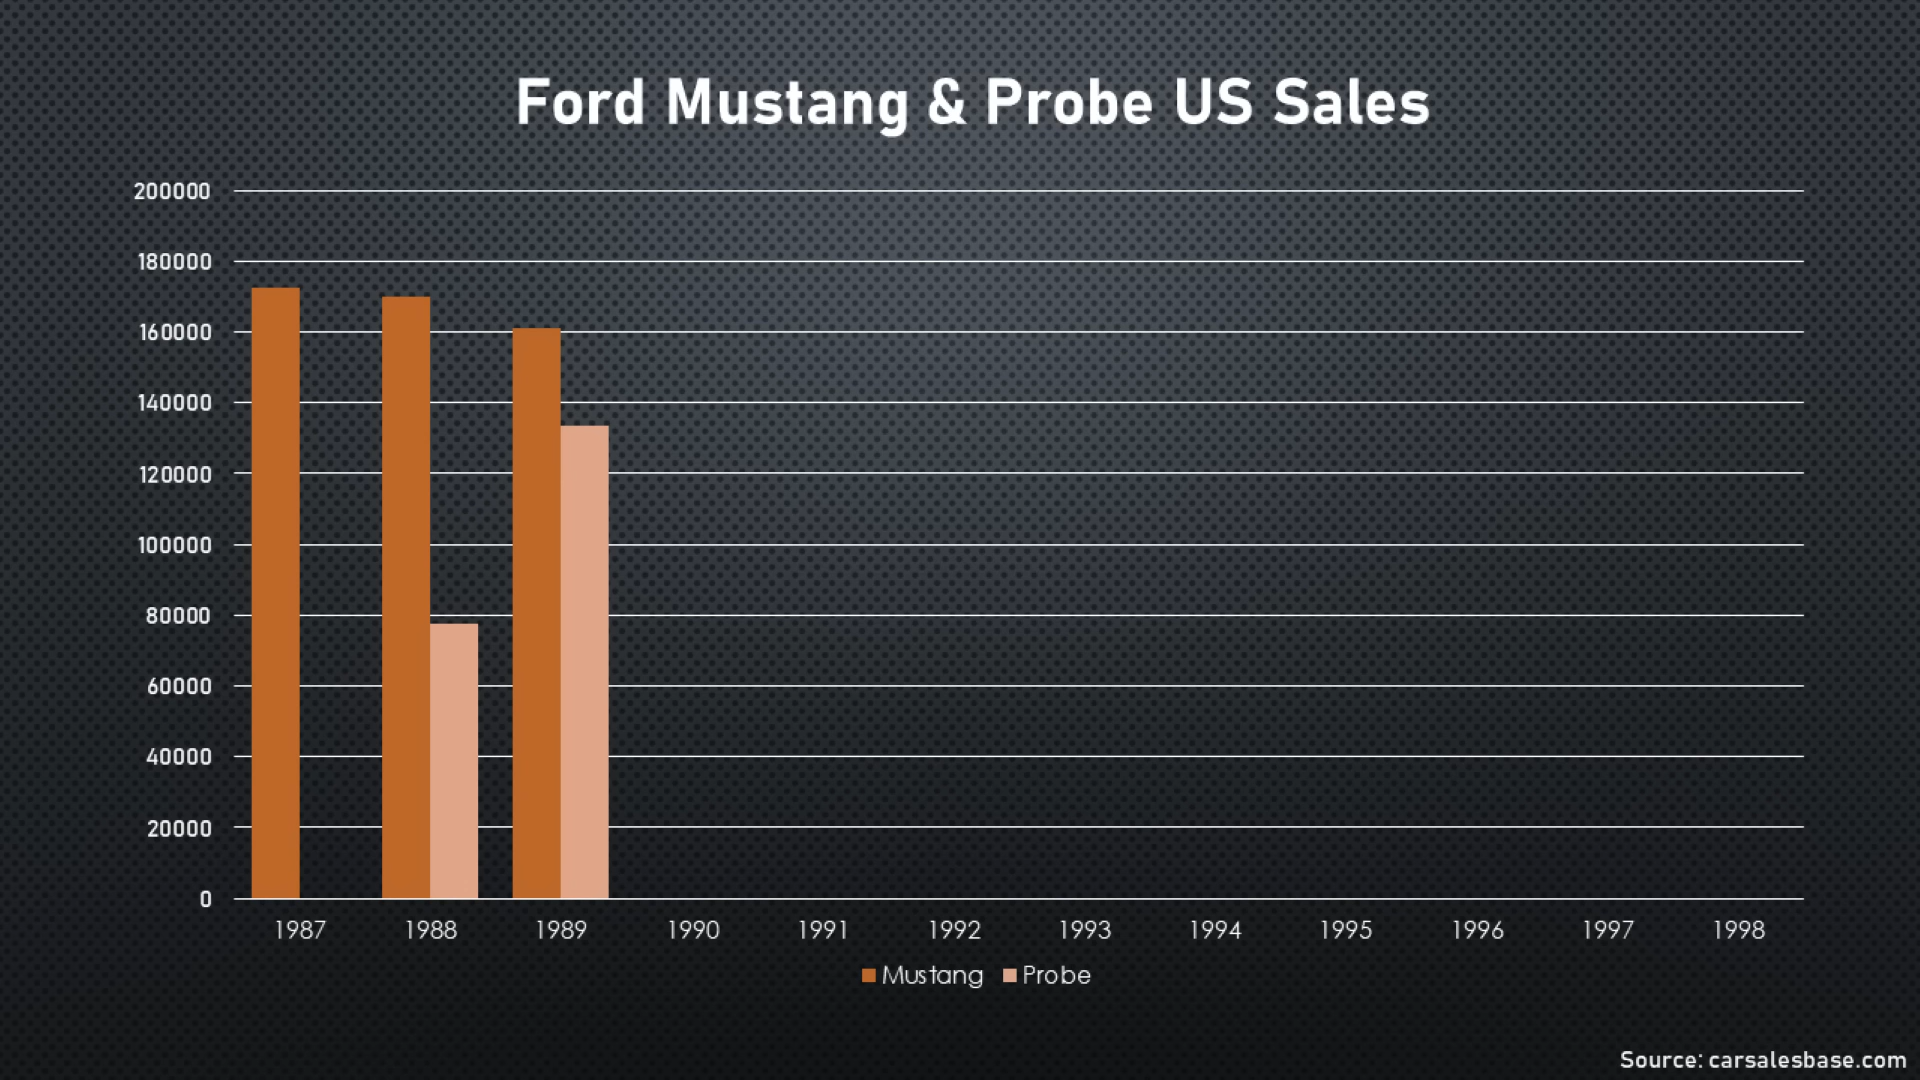 Ford Mustang & Probe US Sales
200000
180000
160000
140000
120000
100000
80000
60000
40000
20000
0
1987 1988 1989 1990 1991 1992 1993 1994 1995 1996 1997 1998
Mustang Probe
Source: carsalesbase.com